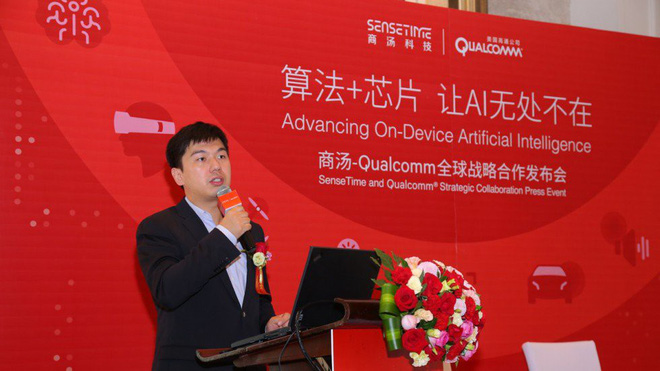 SENSETIME
商汤科技
美国高通公司
QUALCOMM®
算法+芯片 让AI无处不在
Advancing On-Device Artificial Intelligence
商汤-Qualcomm全球战略合作发布会
SenseTime and Qualcomm® Strategic Collaboration Press Event